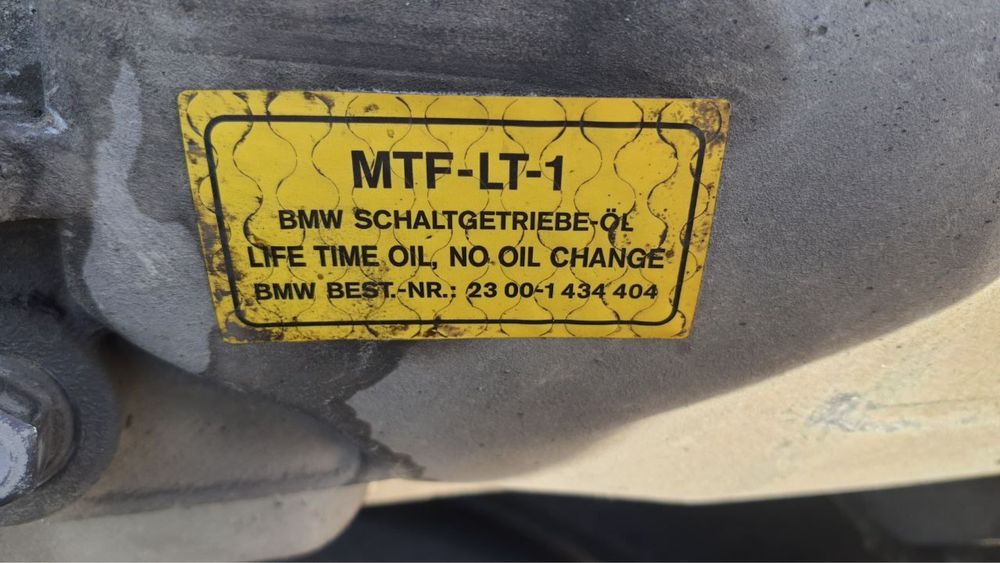 MTF-LT-1
BMW SCHALTGETRIEBE-ÖL
LIFE TIME OIL, NO OIL CHANGE
BMW BEST.-NR.: 23 00-1 434 404